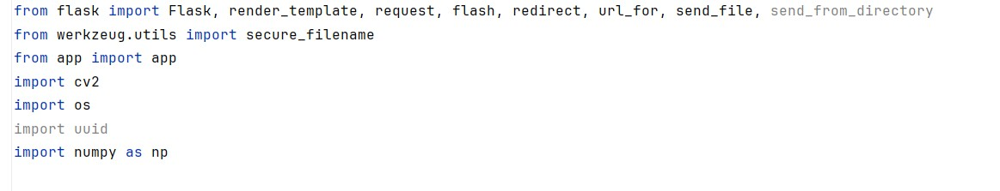 from flask import Flask, render_template, request, flash, redirect, url_for, send_file, send_from_directory
from werkzeug.utils import secure_filename
from app import app
import cv2
import os
import uuid
import numpy as np